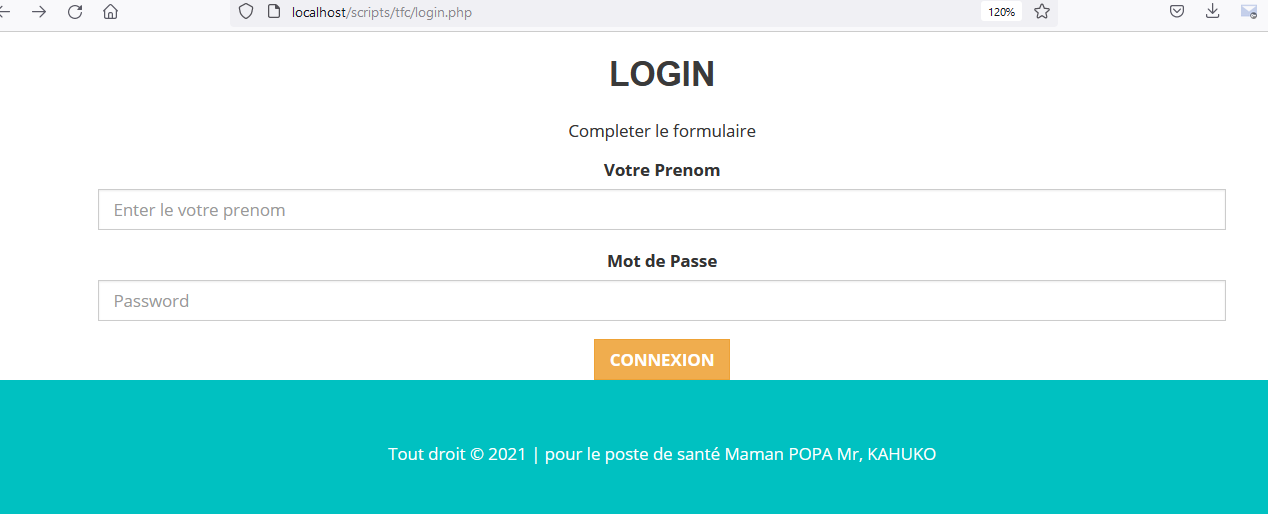 localhost/scripts/tfc/login.php
120%
LOGIN
Completer le formulaire
Votre Prenom
Enter le votre prenom
Mot de Passe
Password
CONNEXION
Tout droit © 2021 | pour le poste de santé Maman POPA Mr, KAHUKO